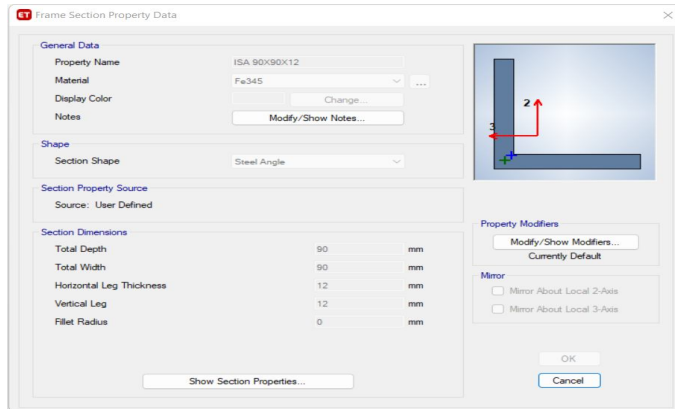 ET Frame Section Property Data
General Data
Property Name ISA 90X90X12
Material Fe345 ...
Display Color Change...
Notes Modify/Show Notes...
Shape
Section Shape Steel Angle
Section Property Source
Source: User Defined
Section Dimensions
Total Depth 90 mm
Total Width 90 mm
Horizontal Leg Thickness 12 mm
Vertical Leg 12 mm
Fillet Radius 0 mm
Show Section Properties...
2
3
Property Modifiers
Modify/Show Modifiers...
Currently Default
Mirror
Mirror About Local 2-Axis
Mirror About Local 3-Axis
OK
Cancel